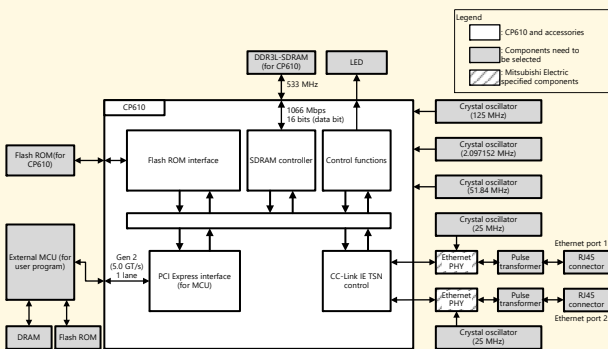 Legend
: CP610 and accessories
: Components need to
be selected
: Mitsubishi Electric
specified components
DDR3L-SDRAM
(for CP610)
LED
533 MHz
CP610
1066 Mbps
16 bits (data bit)
Crystal oscillator
(125 MHz)
Flash ROM(for
CP610)
Flash ROM interface
SDRAM controller
Control functions
Crystal oscillator
(2.097152 MHz)
Crystal oscillator
(51.84 MHz)
Crystal oscillator
(25 MHz)
External MCU (for
user program)
Gen 2
(5.0 GT/s)
1 lane
PCI Express interface
(for MCU)
CC-Link IE TSN
control
Ethernet port 1
Ethernet
PHY
Pulse
transformer
RJ45
connector
Ethernet
PHY
Pulse
transformer
RJ45
connector
Ethernet port 2
DRAM
Flash ROM
Crystal oscillator
(25 MHz)